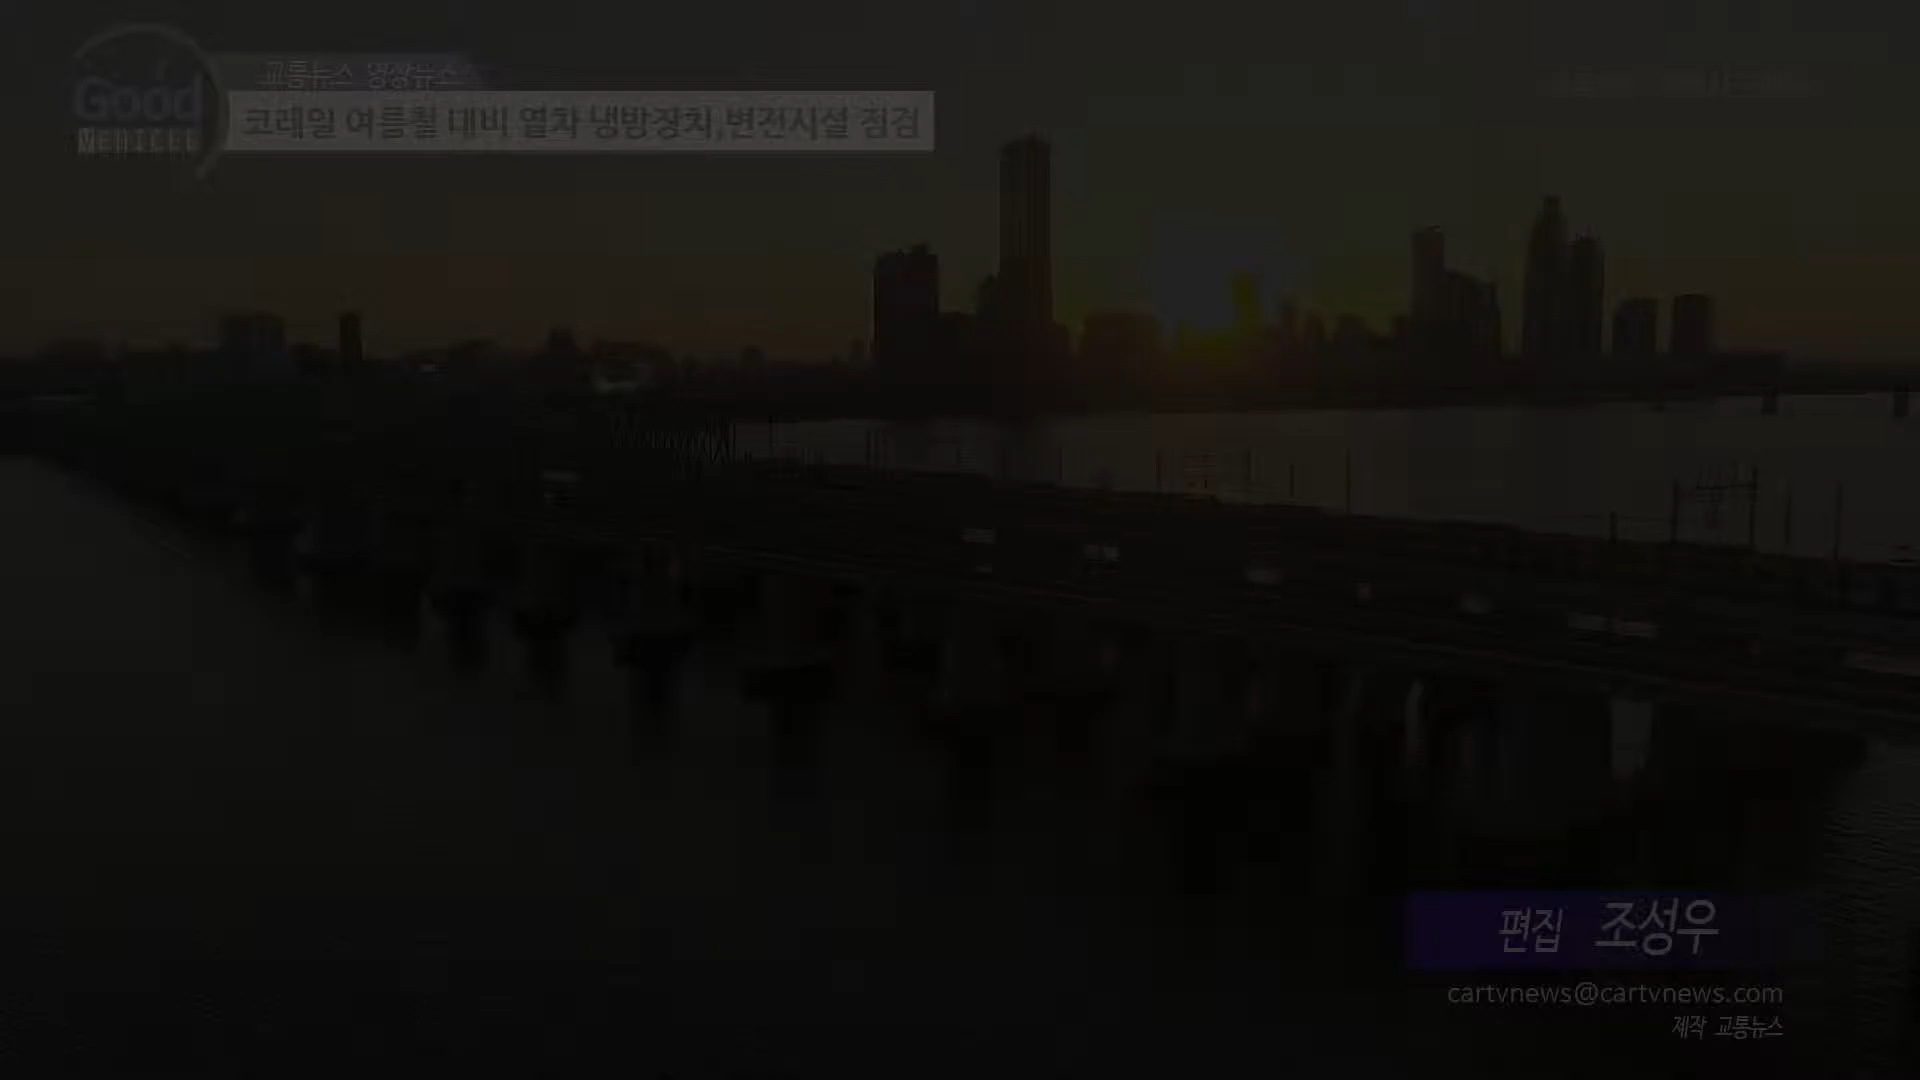 교통뉴스 영상뉴스
Good
코레일 여름철 대비 열차 냉방장치,변전시설 점검
편집 조성우
cartvnews@cartvnews.com
제작 교통뉴스